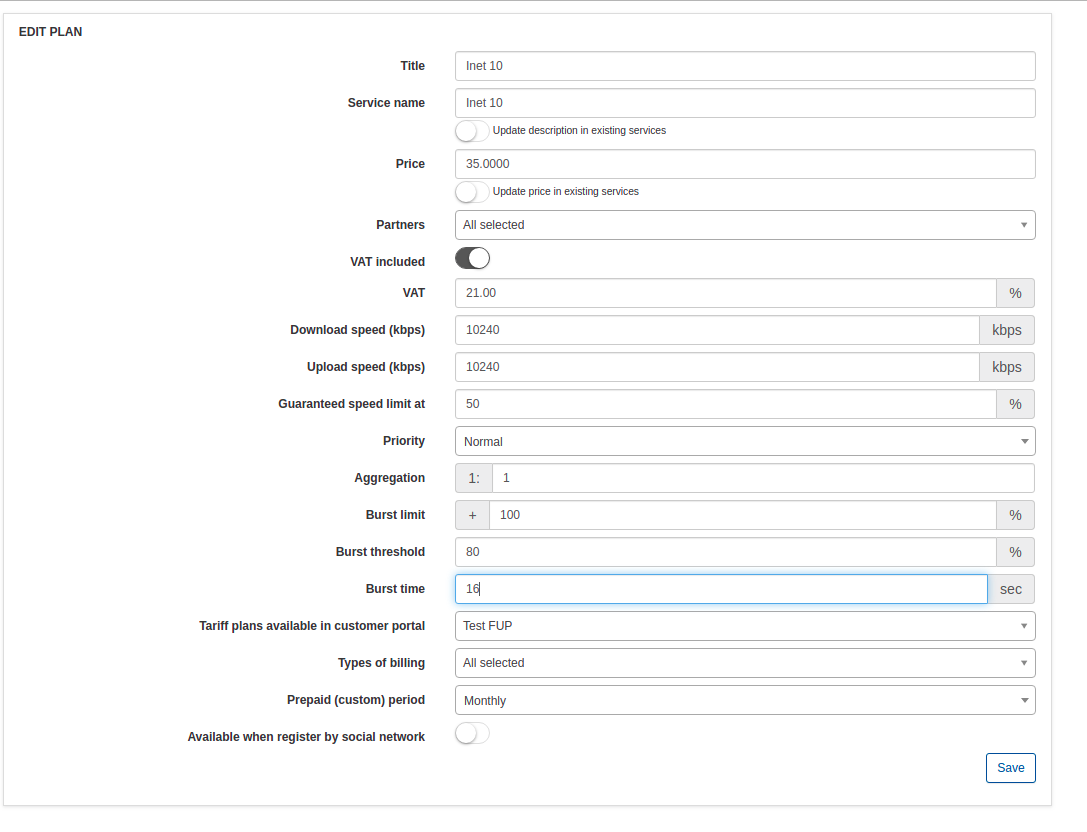 EDIT PLAN
Title Inet 10
Service name Inet 10
Update description in existing services
Price 35.0000
Update price in existing services
Partners All selected
VAT included
VAT 21.00 %
Download speed (kbps) 10240 kbps
Upload speed (kbps) 10240 kbps
Guaranteed speed limit at 50 %
Priority Normal
Aggregation 1: 1
Burst limit + 100 %
Burst threshold 80 %
Burst time 16 sec
Tariff plans available in customer portal Test FUP
Types of billing All selected
Prepaid (custom) period Monthly
Available when register by social network
Save